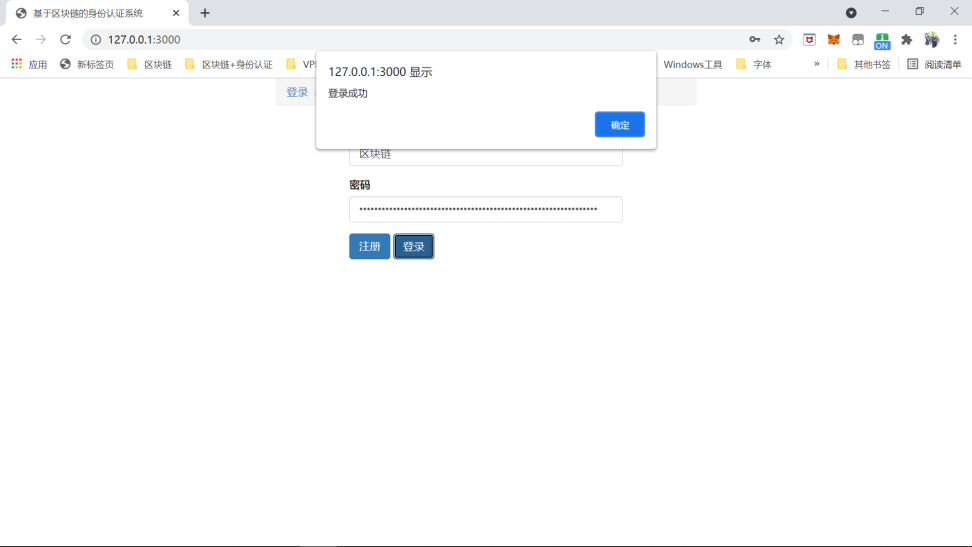 基于区块链的身份认证系统
127.0.0.1:3000
ON
应用 新标签页 区块链 区块链+身份认证 Windows工具 字体 » 其他书签 阅读清单
127.0.0.1:3000 显示
登录成功
确定
登录
区块链
密码
注册 登录